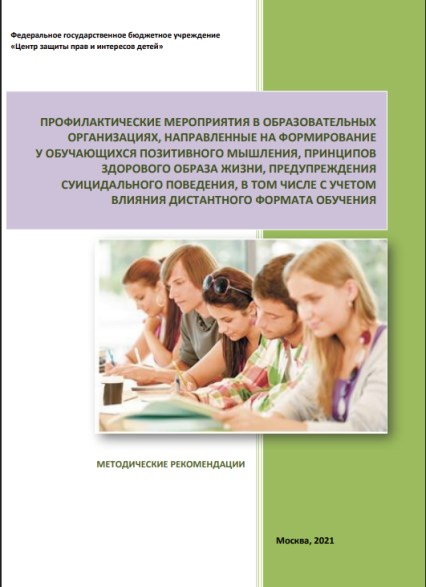 Федеральное государственное бюджетное учреждение
«Центр защиты прав и интересов детей»
ПРОФИЛАКТИЧЕСКИЕ МЕРОПРИЯТИЯ В ОБРАЗОВАТЕЛЬНЫХ
ОРГАНИЗАЦИЯХ, НАПРАВЛЕННЫЕ НА ФОРМИРОВАНИЕ
У ОБУЧАЮЩИХСЯ ПОЗИТИВНОГО МЫШЛЕНИЯ, ПРИНЦИПОВ
ЗДОРОВОГО ОБРАЗА ЖИЗНИ, ПРЕДУПРЕЖДЕНИЯ
СУИЦИДАЛЬНОГО ПОВЕДЕНИЯ, В ТОМ ЧИСЛЕ С УЧЕТОМ
ВЛИЯНИЯ ДИСТАНТНОГО ФОРМАТА ОБУЧЕНИЯ
МЕТОДИЧЕСКИЕ РЕКОМЕНДАЦИИ
Москва, 2021